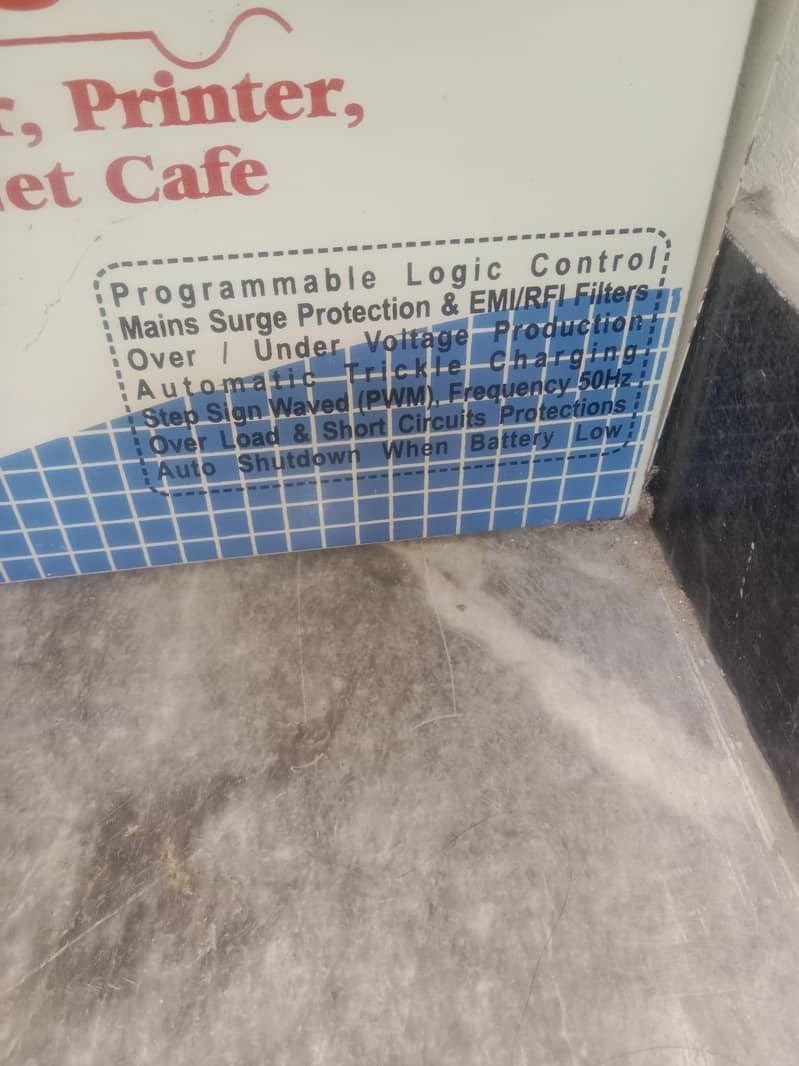 Printer,
Cafe
Programmable Logic Control
Mains Surge Protection & EMI/RFI Filters
Over / Under Voltage Production
Automatic Trickle Charging
Step Sign Waved (PWM), Frequency 50Hz
Over Load & Short Circuits Protections
Auto Shutdown When Battery Low